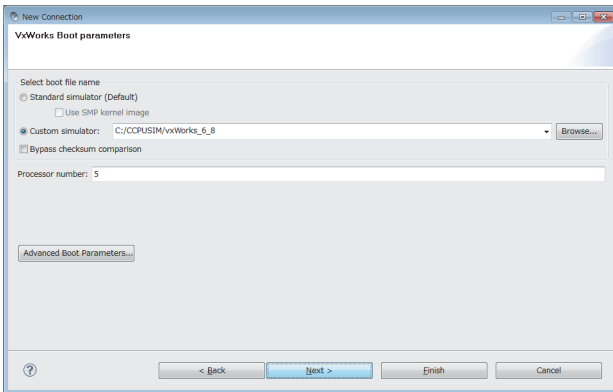 New Connection
VxWorks Boot parameters
Select boot file name
Standard simulator (Default)
Use SMP kernel image
Custom simulator: C:/CCPUSIM/vxWorks_6_8 Browse...
Bypass checksum comparison
Processor number: 5
Advanced Boot Parameters...
? < Back Next > Finish Cancel